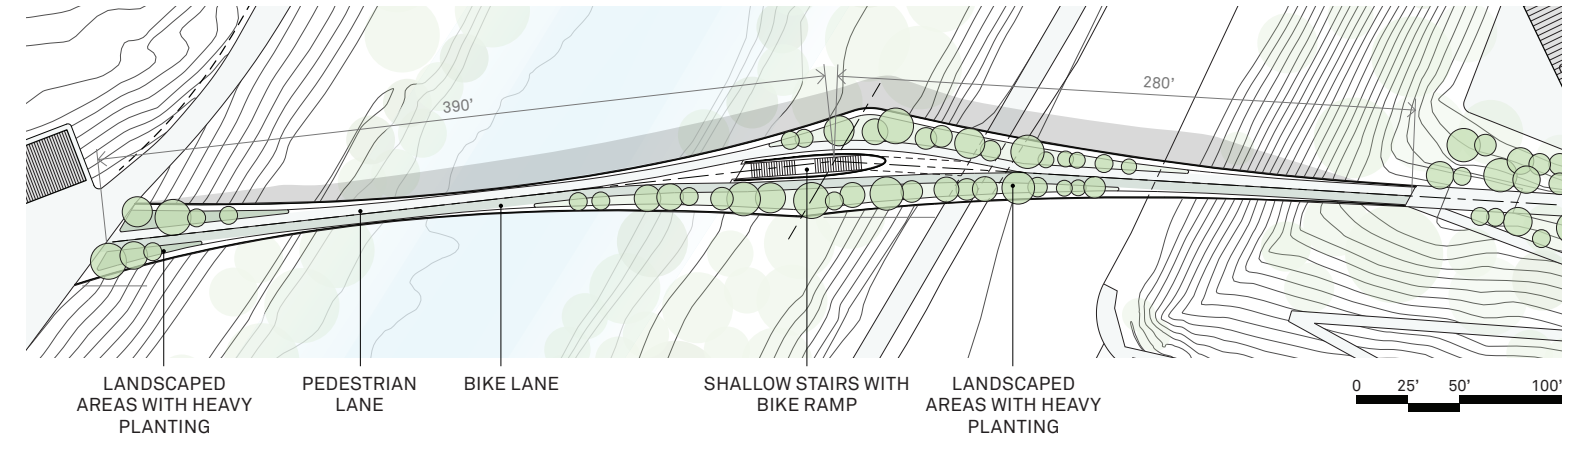 390’
280’
LANDSCAPED
AREAS WITH HEAVY
PLANTING
PEDESTRIAN
LANE
BIKE LANE
SHALLOW STAIRS WITH
BIKE RAMP
LANDSCAPED
AREAS WITH HEAVY
PLANTING
0 25’ 50’ 100’